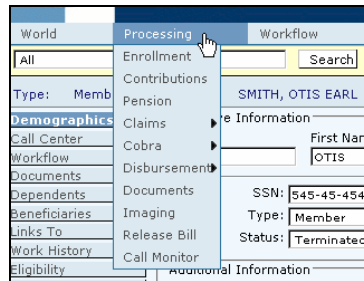 World Processing Workflow
All Search
Type: Memb SMITH, OTIS EARL
Enrollment
Contributions
Pension
Claims
Cobra
Disbursement
Documents
Imaging
Release Bill
Call Monitor
Demographics
Call Center
Workflow
Documents
Dependents
Beneficiaries
Links To
Work History
Eligibility
e Information
First Nar
OTIS
SSN: 545-45-454
Type: Member
Status: Terminated
Additional Information